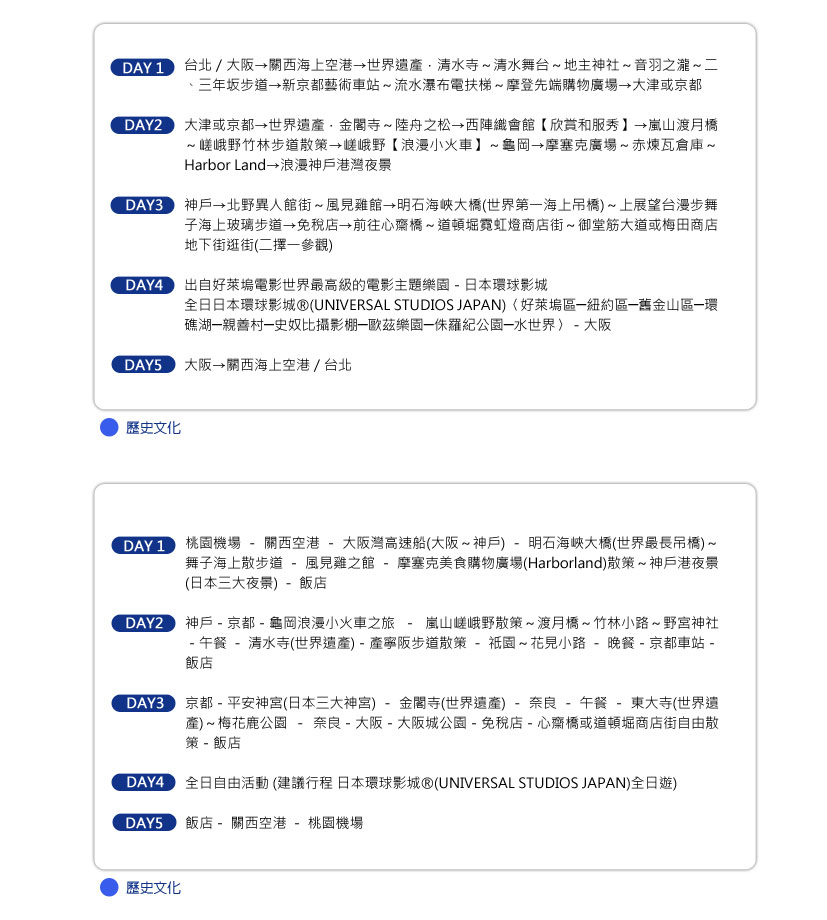 DAY 1 台北 / 大阪→關西海上空港→世界遺產．清水寺～清水舞台～地主神社～音羽之瀧～二
、三年坂步道→新京都藝術車站～流水瀑布電扶梯～摩登先端購物廣場→大津或京都
DAY2 大津或京都→世界遺產．金閣寺～陸舟之松→西陣織會館【欣賞和服秀】→嵐山渡月橋
～嵯峨野竹林步道散策→嵯峨野【浪漫小火車】～龜岡→摩塞克廣場～赤煉瓦倉庫～
Harbor Land→浪漫神戶港灣夜景
DAY3 神戶→北野異人館街～風見雞館→明石海峽大橋(世界第一海上吊橋)～上展望台漫步舞
子海上玻璃步道→免稅店→前往心齋橋～道頓堀霓虹燈商店街～御堂筋大道或梅田商店
地下街逛街(二擇一參觀)
DAY4 出自好萊塢電影世界最高級的電影主題樂園－日本環球影城
全日日本環球影城®(UNIVERSAL STUDIOS JAPAN)〈好萊塢區─紐約區─舊金山區─環
礁湖─親善村─史奴比攝影棚─歐茲樂園─侏羅紀公園─水世界〉－大阪
DAY5 大阪→關西海上空港 / 台北
歷史文化
DAY 1 桃園機場 － 關西空港 － 大阪灣高速船(大阪～神戶) － 明石海峽大橋(世界最長吊橋)～
舞子海上散步道 － 風見雞之館 － 摩塞克美食購物廣場(Harborland)散策～神戶港夜景
(日本三大夜景) － 飯店
DAY2 神戶－京都－龜岡浪漫小火車之旅 － 嵐山嵯峨野散策～渡月橋～竹林小路～野宮神社
－午餐 － 清水寺(世界遺產)－產寧阪步道散策 － 祇園～花見小路 － 晚餐－京都車站－
飯店
DAY3 京都－平安神宮(日本三大神宮) － 金閣寺(世界遺產) － 奈良 － 午餐 － 東大寺(世界遺
產)～梅花鹿公園 － 奈良－大阪－大阪城公園－免稅店－心齋橋或道頓堀商店街自由散
策－飯店
DAY4 全日自由活動 (建議行程 日本環球影城®(UNIVERSAL STUDIOS JAPAN)全日遊)
DAY5 飯店－ 關西空港 － 桃園機場
歷史文化